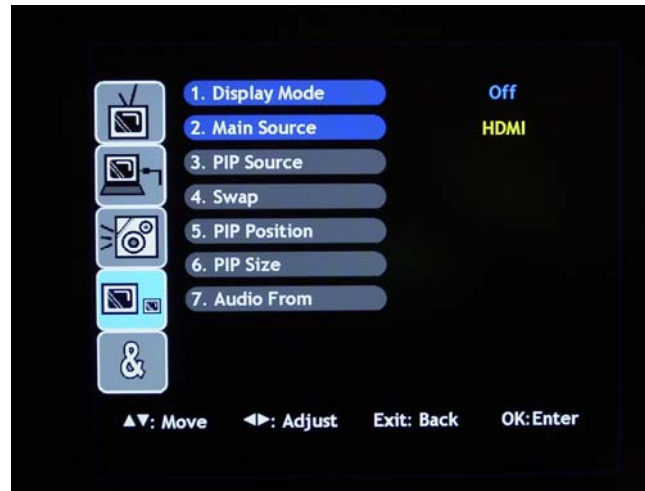 1. Display Mode Off
2. Main Source HDMI
3. PIP Source
4. Swap
5. PIP Position
6. PIP Size
7. Audio From
&
▲▼: Move ◄►: Adjust Exit: Back OK:Enter